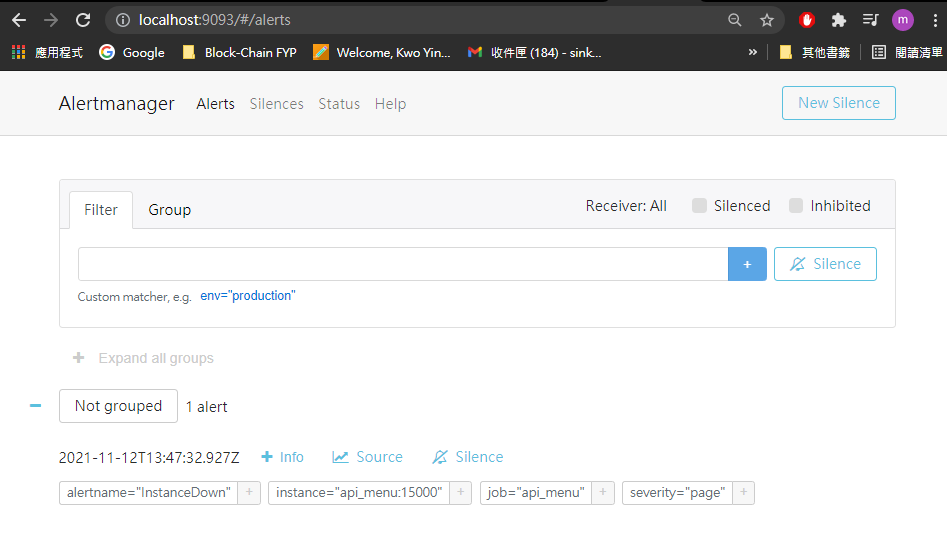 localhost:9093/#/alerts
m
應用程式 Google Block-Chain FYP Welcome, Kwo Yin... 收件匣 (184) - sink... » 其他書籤 閱讀清單
Alertmanager Alerts Silences Status Help New Silence
Filter Group Receiver: All Silenced Inhibited
+ Silence
Custom matcher, e.g. env="production"
+ Expand all groups
Not grouped 1 alert
2021-11-12T13:47:32.927Z + Info Source Silence
alertname="InstanceDown" + instance="api_menu:15000" + job="api_menu" + severity="page" +